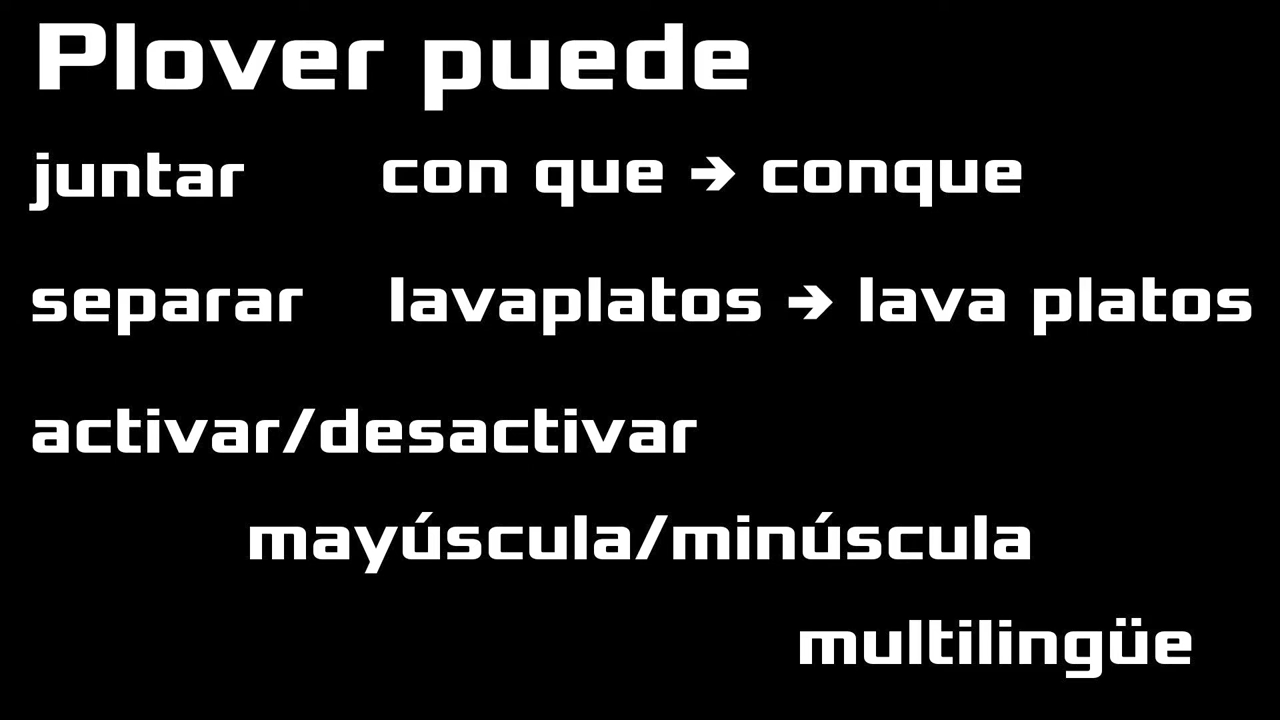 Plover puede
juntar con que → conque
separar lavaplatos → lava platos
activar/desactivar
mayúscula/minúscula
multilingüe